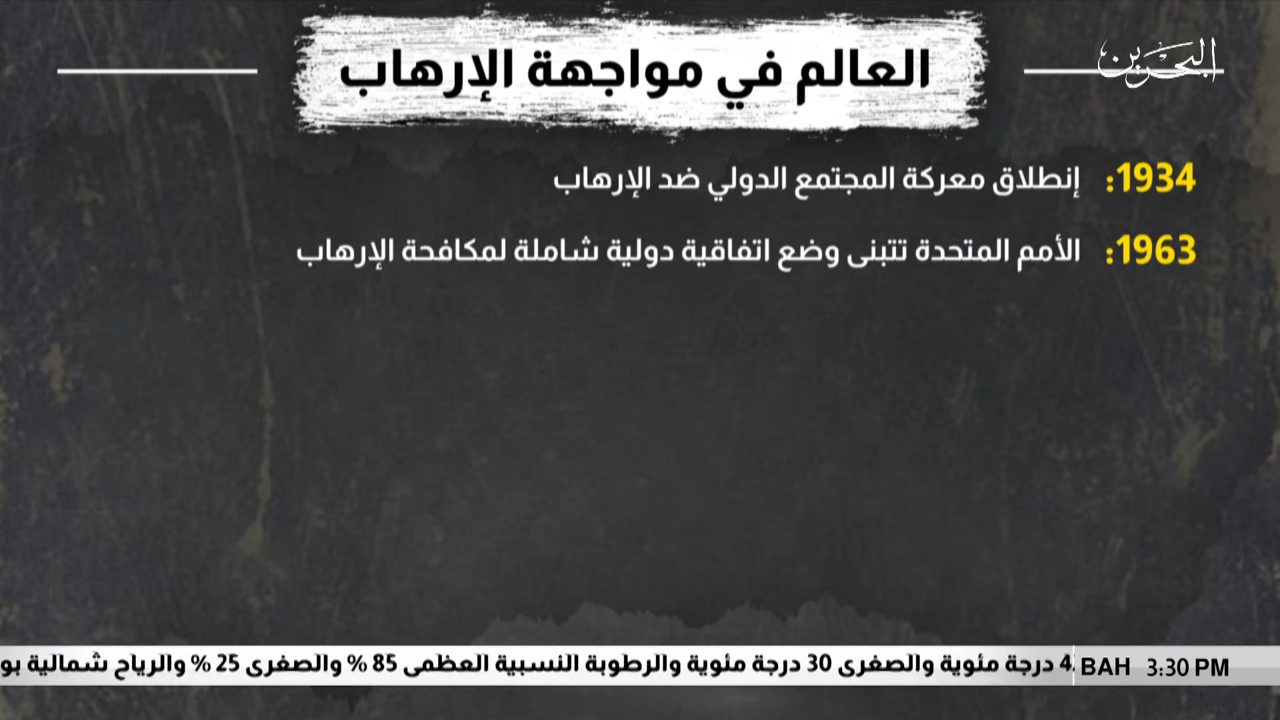 البحرين
العالم في مواجهة الإرهاب
1934: إنطلاق معركة المجتمع الدولي ضد الإرهاب
1963: الأمم المتحدة تتبنى وضع اتفاقية دولية شاملة لمكافحة الإرهاب
BAH 3:30 PM
درجة مئوية والصغرى 30 درجة مئوية والرطوبة النسبية العظمى 85 % والصغرى 25 % والرياح شمالية